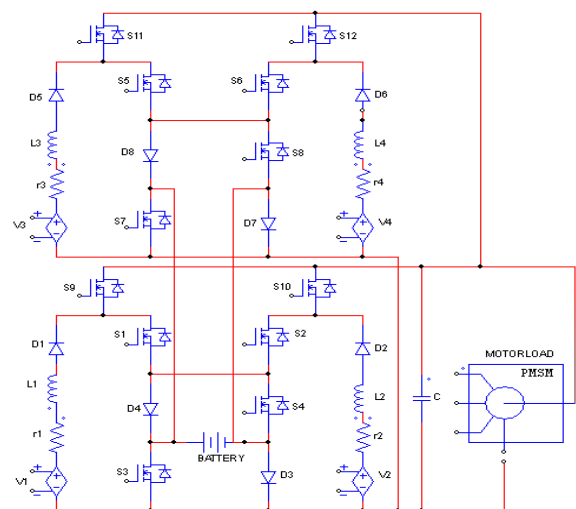 S11
S12
S5
S6
D5
D6
L3
D8
S8
L4
r3
r4
S7
D7
V3
V4
S9
S10
S1
S2
D1
D2
MOTORLOAD
PMSM
L1
D4
S4
L2
C
r1
r2
BATTERY
S3
D3
V1
V2